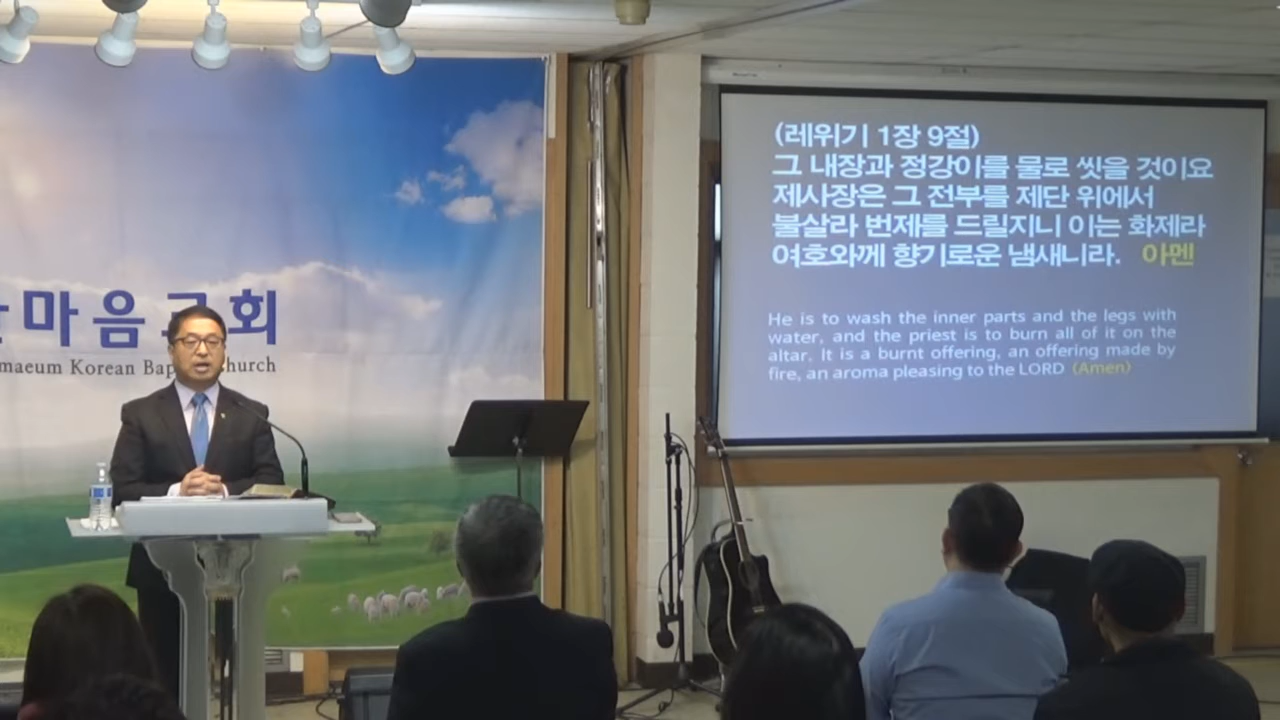 마음교회
maeum Korean Baptist Church
(레위기 1장 9절)
그 내장과 정강이를 물로 씻을 것이요
제사장은 그 전부를 제단 위에서
불살라 번제를 드릴지니 이는 화제라
여호와께 향기로운 냄새니라. 아멘
He is to wash the inner parts and the legs with
water, and the priest is to burn all of it on the
altar. It is a burnt offering, an offering made by
fire, an aroma pleasing to the LORD (Amen)